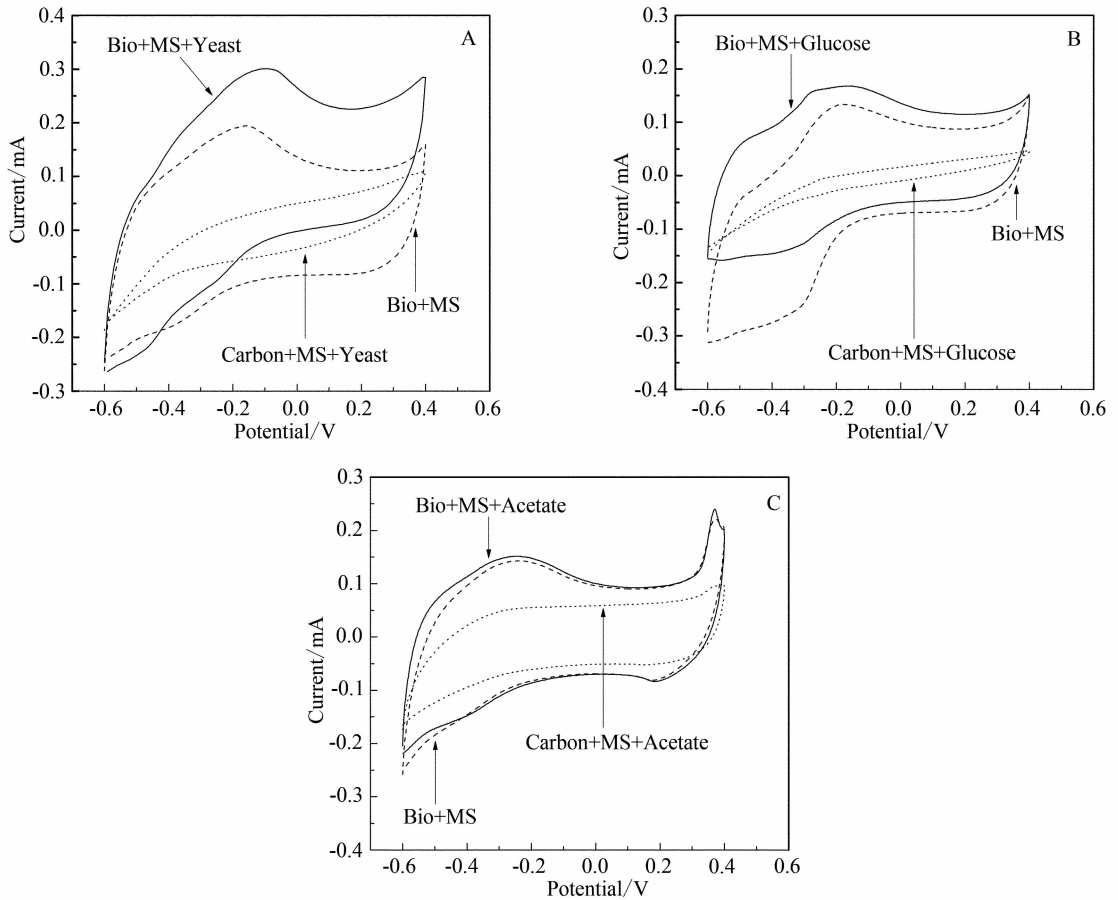 0.4
A
Bio+MS+Yeast
0.3
0.2
0.1
0.0
-0.1
Bio+MS
-0.2
Carbon+MS+Yeast
-0.3
-0.6 -0.4 -0.2 0.0 0.2 0.4 0.6
Potential/V
Current/mA
0.3
B
Bio+MS+Glucose
0.2
0.1
0.0
Bio+MS
-0.1
-0.2
-0.3
Carbon+MS+Glucose
-0.4
-0.6 -0.4 -0.2 0.0 0.2 0.4 0.6
Potential/V
Current/mA
0.3
C
Bio+MS+Acetate
0.2
0.1
0.0
-0.1
-0.2
Carbon+MS+Acetate
-0.3
Bio+MS
-0.4
-0.6 -0.4 -0.2 0.0 0.2 0.4 0.6
Potential/V
Current/mA